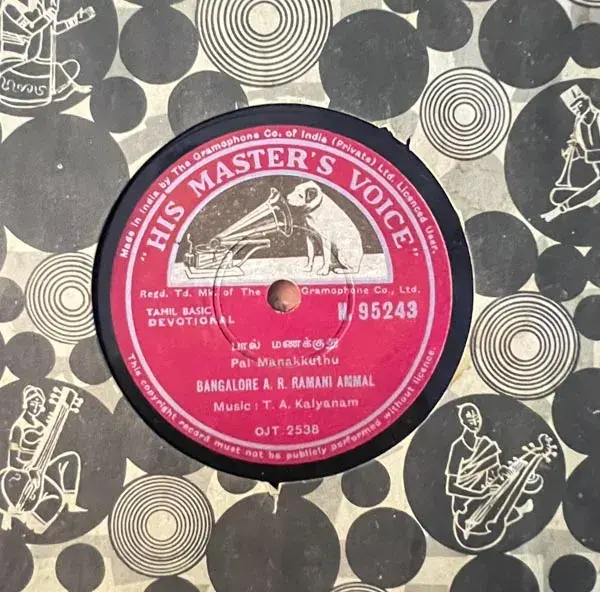 Made in India by The Gramophone Co. of India (Private) Ltd. Licenced User.
"HIS MASTER'S VOICE"
Regd. Td. Mk. of The Gramophone Co., Ltd.
TAMIL BASIC
DEVOTIONAL
N. 95243
பால் மணக்குது
Pal Manakkuthu
BANGALORE A. R. RAMANI AMMAL
Music : T. A. Kalyanam
OJT 2538
This copyright record must not be publicly performed without licence.